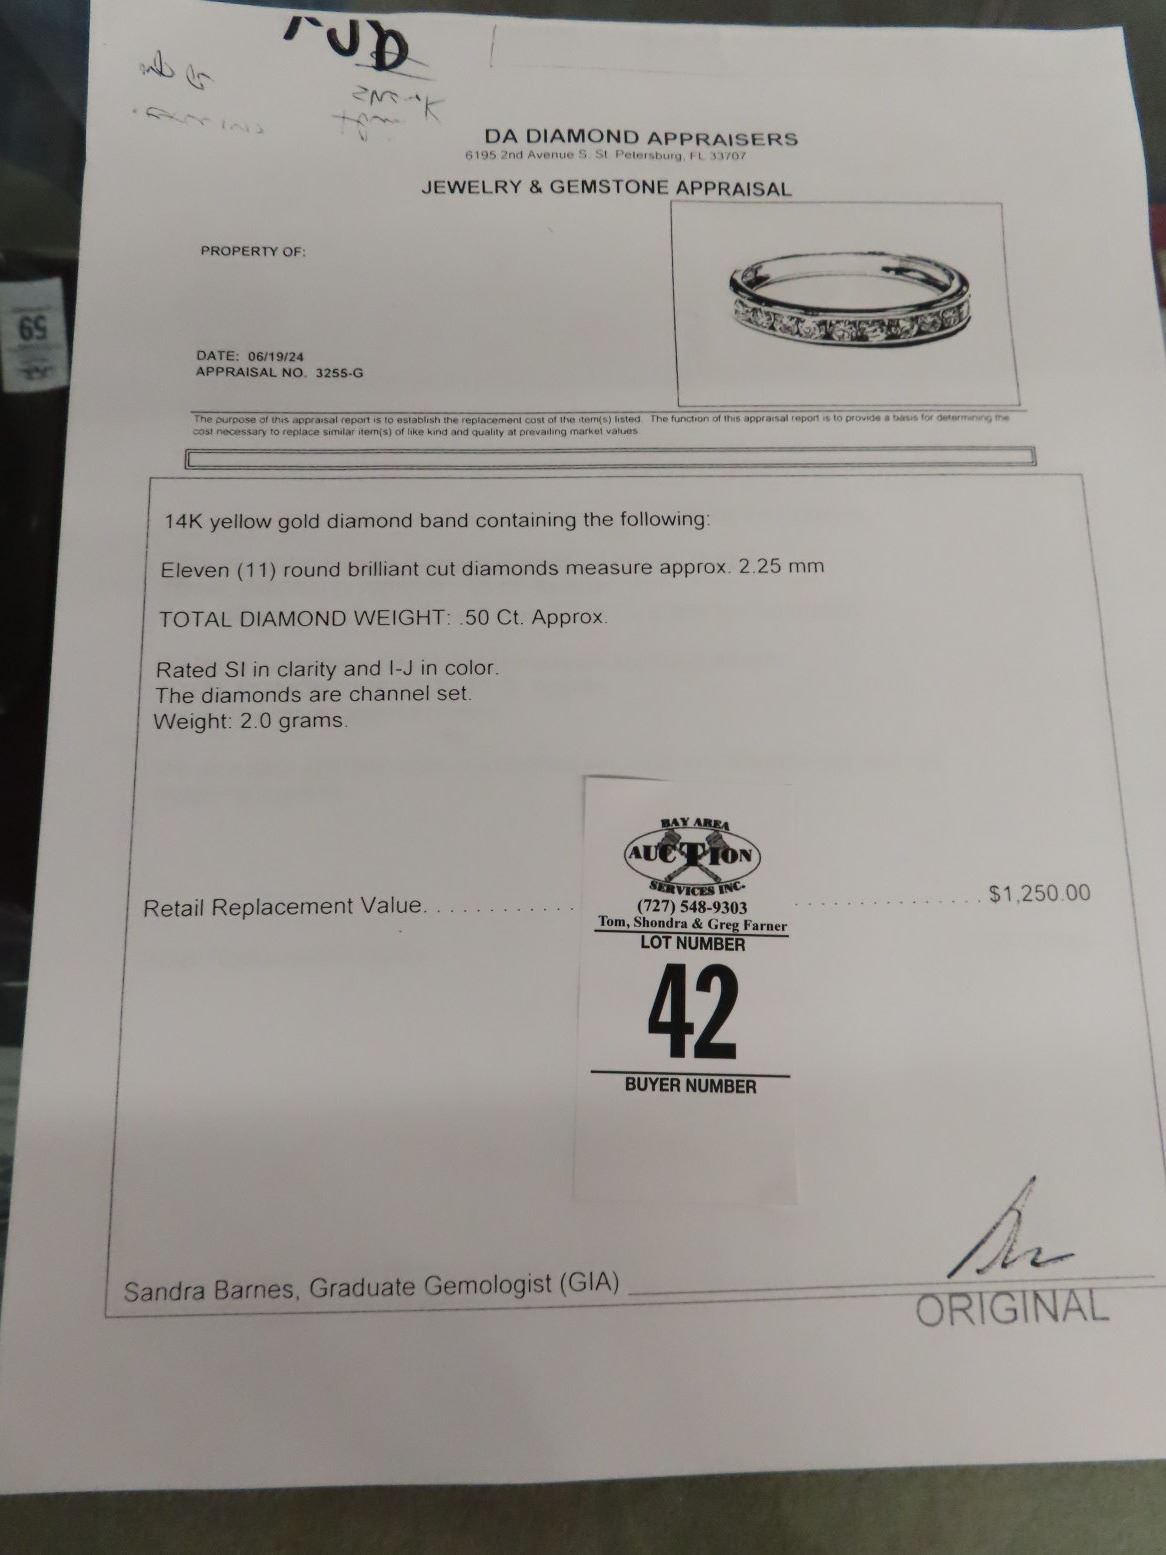 DA DIAMOND APPRAISERS
6195 2nd Avenue S. St. Petersburg, FL 33707
JEWELRY & GEMSTONE APPRAISAL
PROPERTY OF:
DATE: 06/19/24
APPRAISAL NO. 3255-G
The purpose of this appraisal report is to establish the replacement cost of the item(s) listed. The function of this appraisal report is to provide a basis for determining the
cost necessary to replace similar item(s) of like kind and quality at prevailing market values.
14K yellow gold diamond band containing the following:
Eleven (11) round brilliant cut diamonds measure approx. 2.25 mm
TOTAL DIAMOND WEIGHT: .50 Ct. Approx.
Rated SI in clarity and I-J in color.
The diamonds are channel set.
Weight: 2.0 grams.
Retail Replacement Value. . . . . . . . . . . . . . . . . . . . . . . . . . $1,250.00
BAY AREA
AUCTION
SERVICES INC.
(727) 548-9303
Tom, Shondra & Greg Farner
LOT NUMBER
42
BUYER NUMBER
Sandra Barnes, Graduate Gemologist (GIA)
ORIGINAL
59